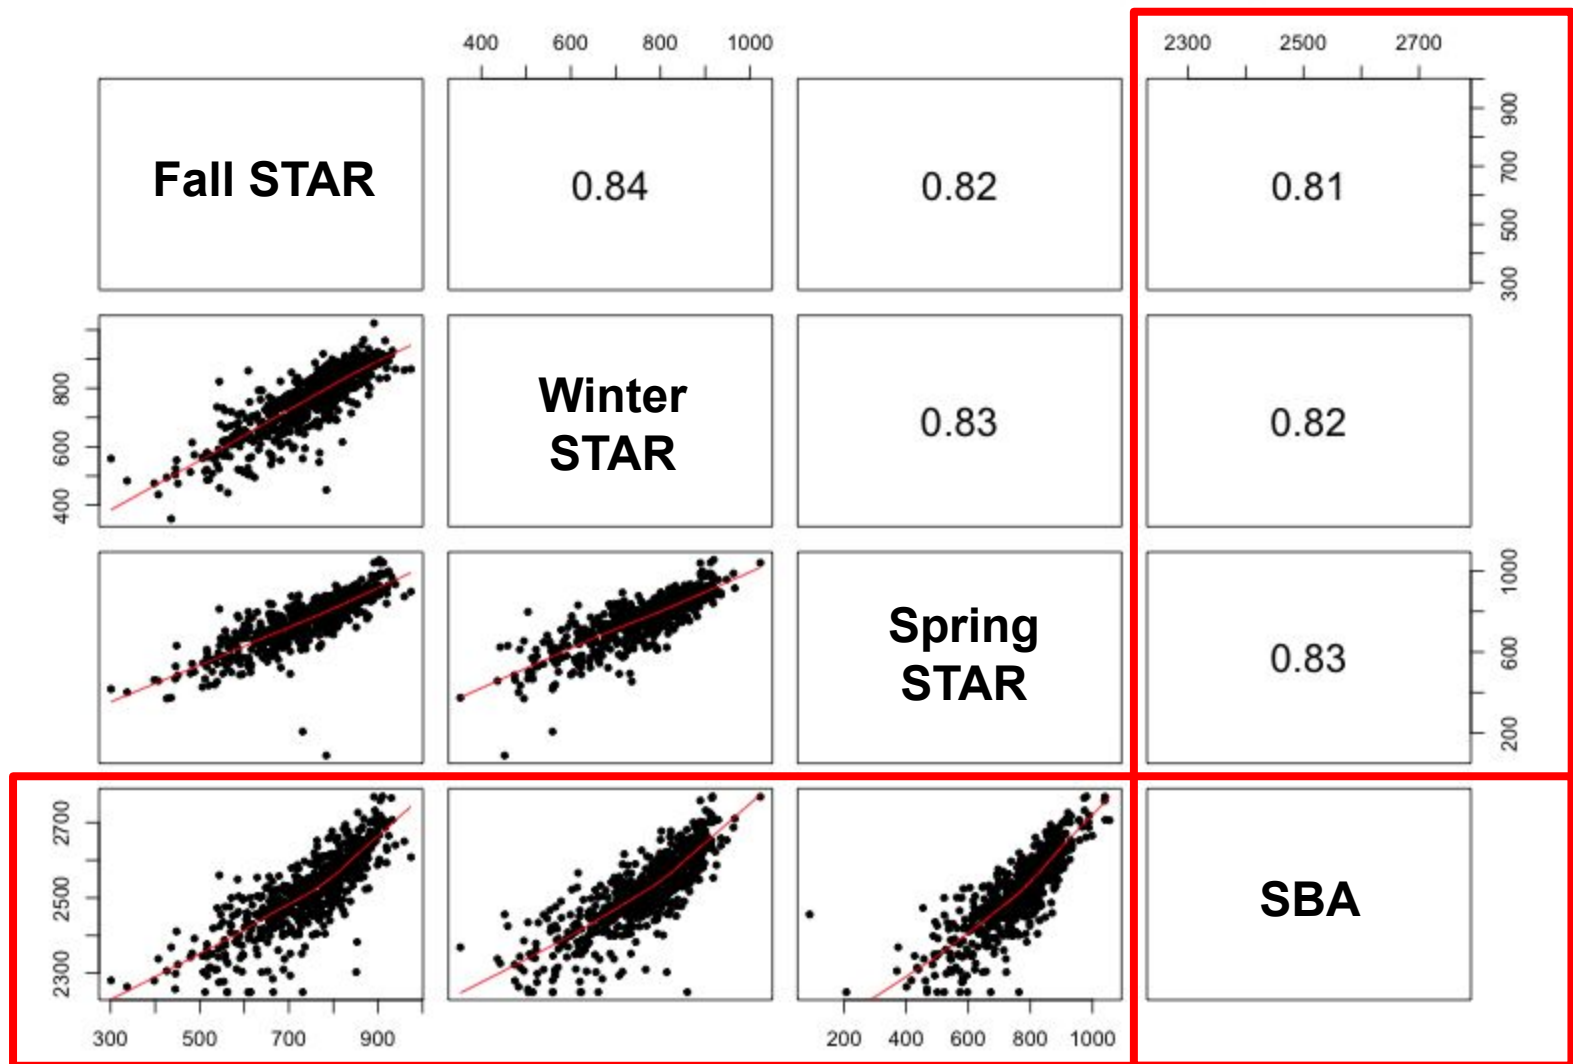 400 600 800 1000 2300 2500 2700
Fall STAR 0.84 0.82 0.81
300 500 700 900
400 600 800
Winter
STAR
0.83 0.82
Spring
STAR
0.83
200 600 1000
2300 2500 2700
SBA
300 500 700 900 200 400 600 800 1000